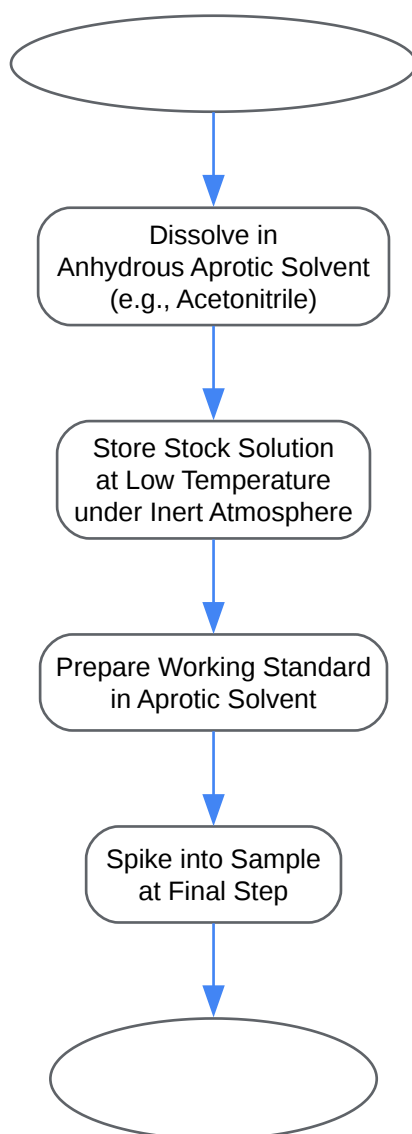 Dissolve in
Anhydrous Aprotic Solvent
(e.g., Acetonitrile)
Store Stock Solution
at Low Temperature
under Inert Atmosphere
Prepare Working Standard
in Aprotic Solvent
Spike into Sample
at Final Step